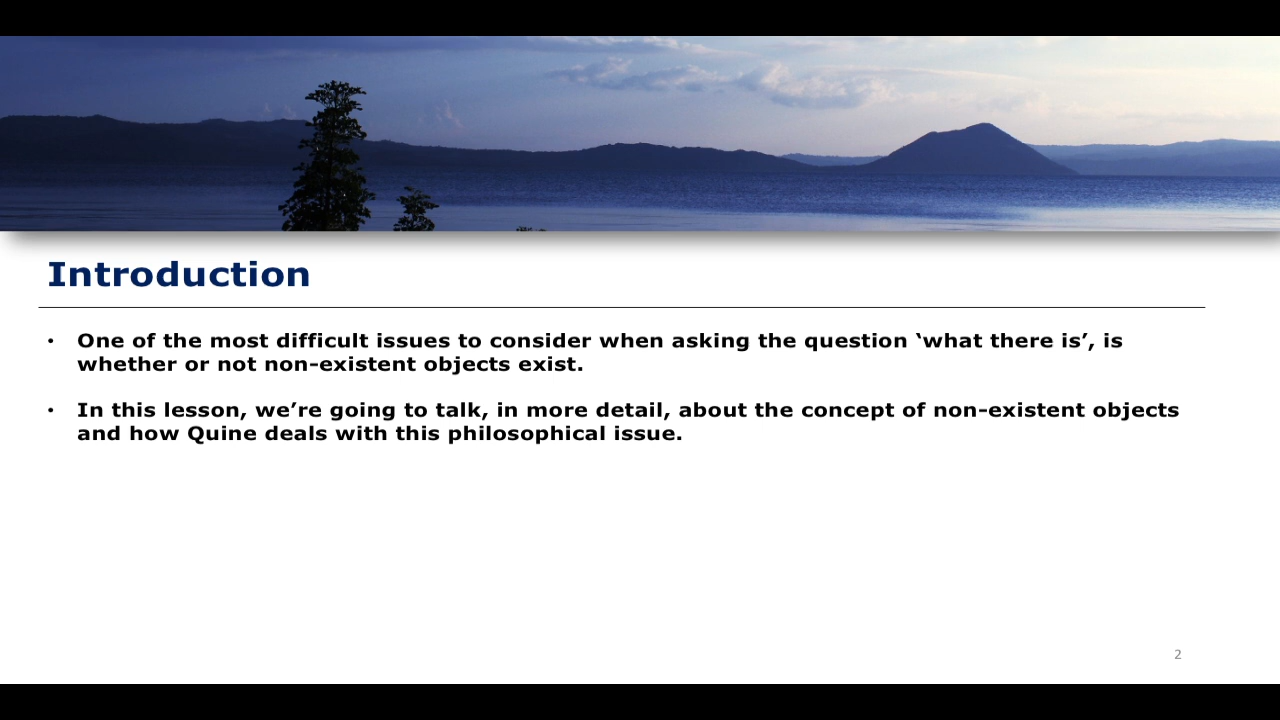 Introduction
• One of the most difficult issues to consider when asking the question ‘what there is’, is
whether or not non-existent objects exist.
• In this lesson, we’re going to talk, in more detail, about the concept of non-existent objects
and how Quine deals with this philosophical issue.
2